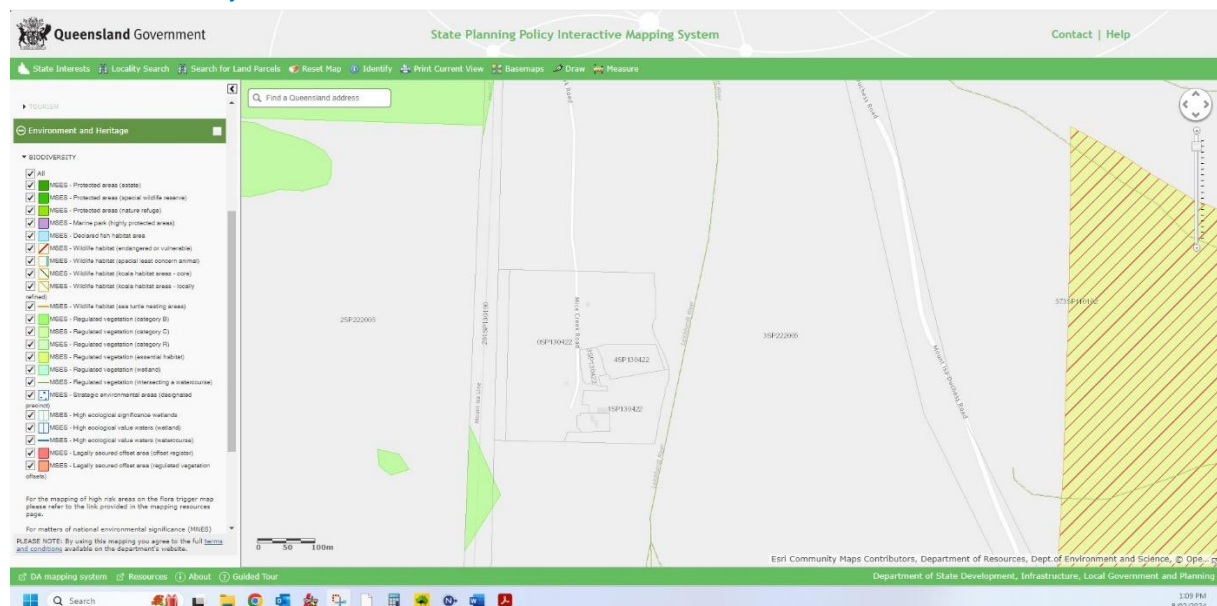 Queensland Government
State Planning Policy Interactive Mapping System
Contact | Help
State Interests Locality Search Search for Land Parcels Reset Map Identify Print Current View Basemaps Draw Measure
Find a Queensland address
TOURISM
Environment and Heritage
BIODIVERSITY
All
MSES - Protected areas (estate)
MSES - Protected areas (special wildlife reserve)
MSES - Protected areas (nature refuge)
MSES - Marine park (highly protected areas)
MSES - Declared fish habitat area
MSES - Wildlife habitat (endangered or vulnerable)
MSES - Wildlife habitat (special least concern animal)
MSES - Wildlife habitat (koala habitat areas - core)
MSES - Wildlife habitat (koala habitat areas - locally
refined)
MSES - Wildlife habitat (sea turtle nesting areas)
MSES - Regulated vegetation (category B)
MSES - Regulated vegetation (category C)
MSES - Regulated vegetation (category R)
MSES - Regulated vegetation (essential habitat)
MSES - Regulated vegetation (wetland)
MSES - Regulated vegetation (intersecting a watercourse)
MSES - Strategic environmental areas (designated
precinct)
MSES - High ecological significance wetlands
MSES - High ecological value waters (wetland)
MSES - High ecological value waters (watercourse)
MSES - Legally secured offset area (offset register)
MSES - Legally secured offset area (regulated vegetation
offsets)
For the mapping of high risk areas on the flora trigger map
please refer to the link provided in the mapping resources
page.
For matters of national environmental significance (MNES)
PLEASE NOTE: By using this mapping you agree to the full terms
and conditions available on the department's website.
2SP222005
Mount Isa Line
0SP130422
Mica Creek Road
4SP130422
1SP130422
Leichhardt River
3SP222005
Duchess Road
Mount Isa-Duchess Road
0 50 100m
Esri Community Maps Contributors, Department of Resources, Dept.of Environment and Science, © Ope...
DA mapping system Resources About Guided Tour
Department of State Development, Infrastructure, Local Government and Planning
Search
1:09 PM